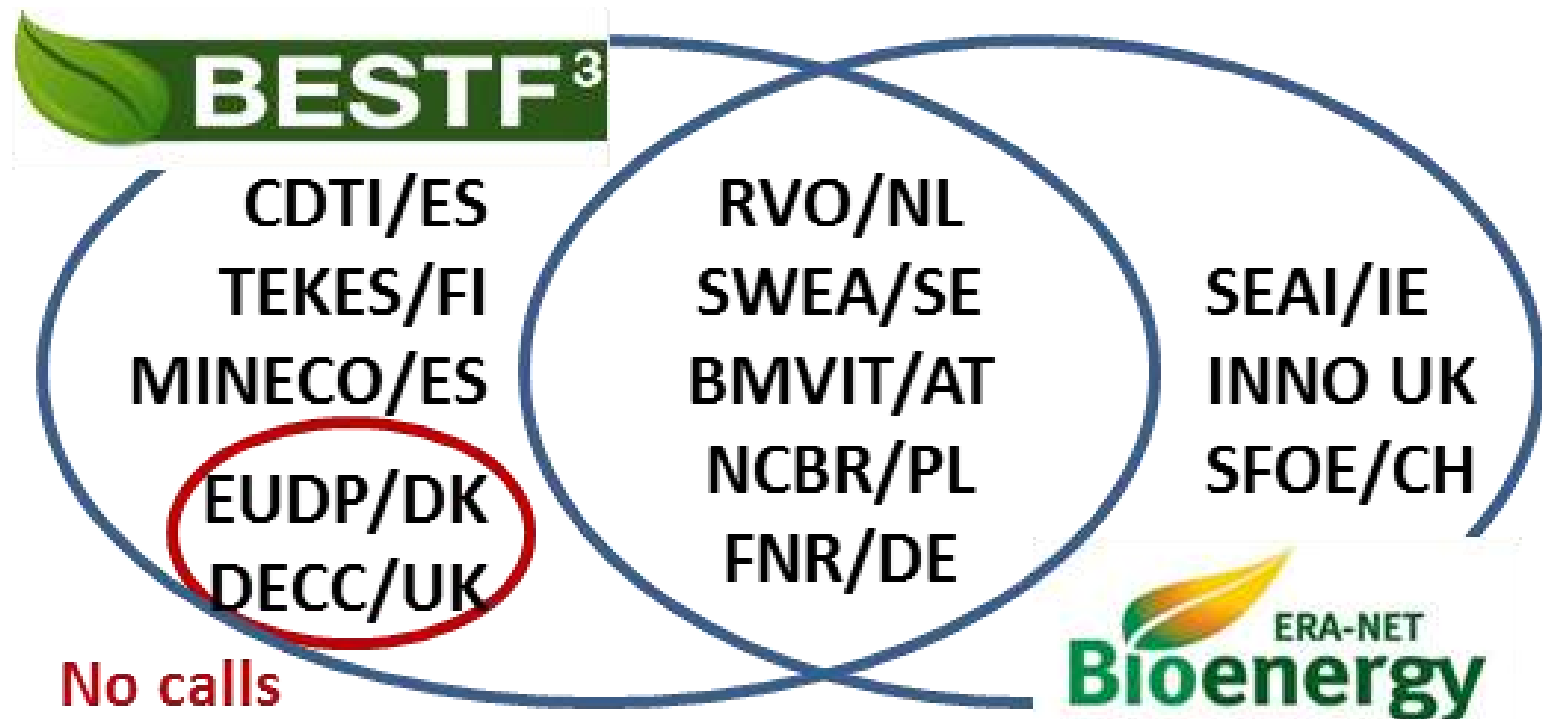 BESTF³
CDTI/ES
TEKES/FI
MINECO/ES
EUDP/DK
DECC/UK
No calls
RVO/NL
SWEA/SE
BMVIT/AT
NCBR/PL
FNR/DE
SEAI/IE
INNO UK
SFOE/CH
ERA-NET
Bioenergy